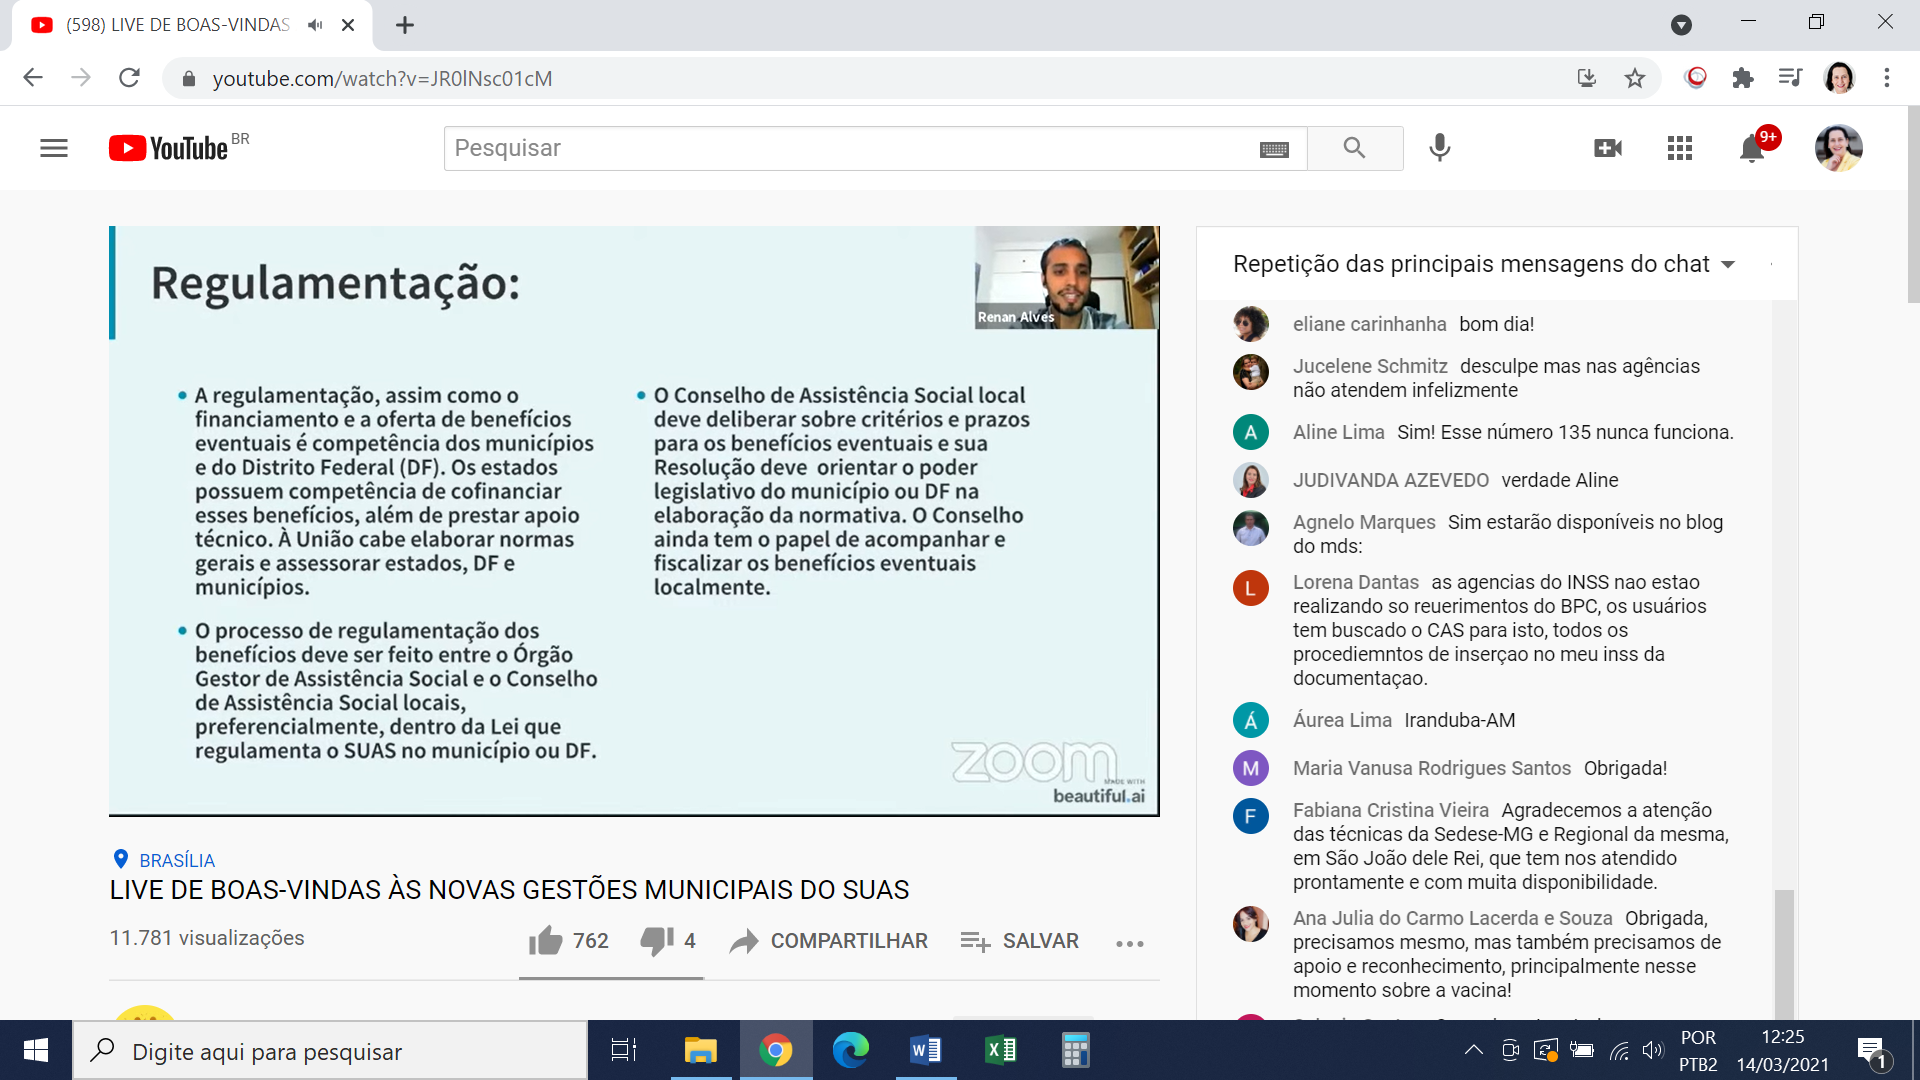 (598) LIVE DE BOAS-VINDAS
youtube.com/watch?v=JR0lNsc01cM
YouTube BR
Pesquisar
9+
Regulamentação:
Renan Alves
• A regulamentação, assim como o
financiamento e a oferta de benefícios
eventuais é competência dos municípios
e do Distrito Federal (DF). Os estados
possuem competência de cofinanciar
esses benefícios, além de prestar apoio
técnico. À União cabe elaborar normas
gerais e assessorar estados, DF e
municípios.
• O processo de regulamentação dos
benefícios deve ser feito entre o Órgão
Gestor de Assistência Social e o Conselho
de Assistência Social locais,
preferencialmente, dentro da Lei que
regulamenta o SUAS no município ou DF.
• O Conselho de Assistência Social local
deve deliberar sobre critérios e prazos
para os benefícios eventuais e sua
Resolução deve orientar o poder
legislativo do município ou DF na
elaboração da normativa. O Conselho
ainda tem o papel de acompanhar e
fiscalizar os benefícios eventuais
localmente.
zoom
MADE WITH
beautiful.ai
BRASÍLIA
LIVE DE BOAS-VINDAS ÀS NOVAS GESTÕES MUNICIPAIS DO SUAS
11.781 visualizações
762
4
COMPARTILHAR
SALVAR
Repetição das principais mensagens do chat
eliane carinhanha bom dia!
Jucelene Schmitz desculpe mas nas agências
não atendem infelizmente
A Aline Lima Sim! Esse número 135 nunca funciona.
JUDIVANDA AZEVEDO verdade Aline
Agnelo Marques Sim estarão disponíveis no blog
do mds:
L Lorena Dantas as agencias do INSS nao estao
realizando so reuerimentos do BPC, os usuários
tem buscado o CAS para isto, todos os
procediemntos de inserçao no meu inss da
documentaçao.
Á Áurea Lima Iranduba-AM
M Maria Vanusa Rodrigues Santos Obrigada!
F Fabiana Cristina Vieira Agradecemos a atenção
das técnicas da Sedese-MG e Regional da mesma,
em São João dele Rei, que tem nos atendido
prontamente e com muita disponibilidade.
Ana Julia do Carmo Lacerda e Souza Obrigada,
precisamos mesmo, mas também precisamos de
apoio e reconhecimento, principalmente nesse
momento sobre a vacina!
Digite aqui para pesquisar
POR
PTB2
12:25
14/03/2021
1